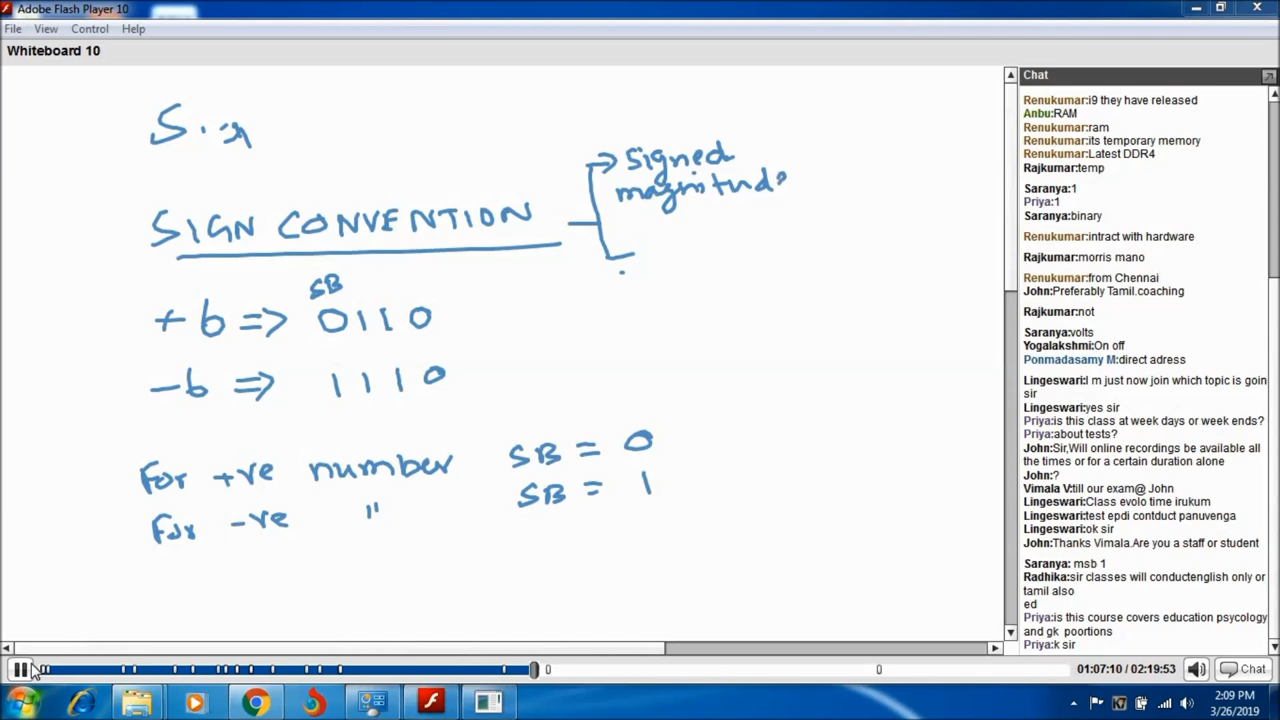 Adobe Flash Player 10
File View Control Help
Whiteboard 10
SIGN CONVENTION
signed
magnitude
SB
+6 => 0110
-6 => 1110
For +ve number SB = 0
For -ve " SB = 1
Chat
Renukumar:i9 they have released
Anbu:RAM
Renukumar:ram
Renukumar:its temporary memory
Renukumar:Latest DDR4
Rajkumar:temp
Saranya:1
Priya:1
Saranya:binary
Renukumar:intract with hardware
Rajkumar:morris mano
Renukumar:from Chennai
John:Preferably Tamil.coaching
Rajkumar:not
Saranya:volts
Yogalakshmi:On off
Ponmadasamy M:direct adress
Lingeswari:I m just now join which topic is goin
sir
Lingeswari:yes sir
Priya:is this class at week days or week ends?
Priya:about tests?
John:Sir,Will online recordings be available all
the times or for a certain duration alone
John:?
Vimala V:till our exam@ John
Lingeswari:Class evolo time irukum
Lingeswari:test epdi contduct panuvenga
Lingeswari:ok sir
John:Thanks Vimala.Are you a staff or student
Saranya: msb 1
Radhika:sir classes will conductenglish only or
tamil also
ed
Priya:is this course covers education psycology
and gk poortions
Priya:k sir
01:07:10 / 02:19:53
Chat
2:09 PM
3/26/2019